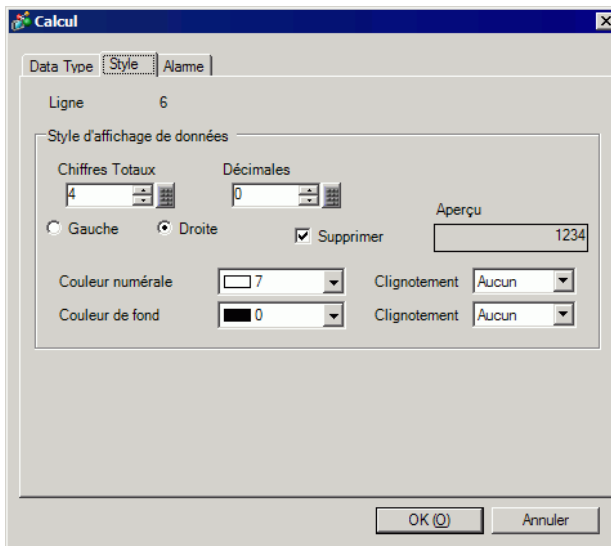 Calcul
Data Type Style Alarme
Ligne 6
Style d'affichage de données
Chiffres Totaux Décimales
4 0
Aperçu
Gauche Droite Supprimer 1234
Couleur numérale 7 Clignotement Aucun
Couleur de fond 0 Clignotement Aucun
OK (O) Annuler